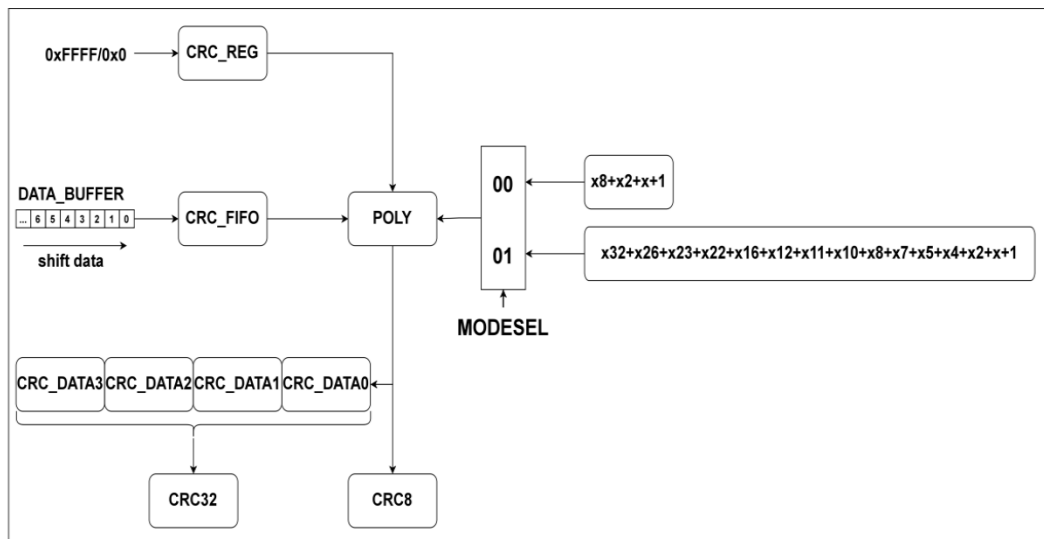 0xFFFF/0x0
CRC_REG
DATA_BUFFER
... 6 5 4 3 2 1 0
shift data
CRC_FIFO
POLY
00
01
MODESEL
x8+x2+x+1
x32+x26+x23+x22+x16+x12+x11+x10+x8+x7+x5+x4+x2+x+1
CRC_DATA3 CRC_DATA2 CRC_DATA1 CRC_DATA0
CRC32
CRC8